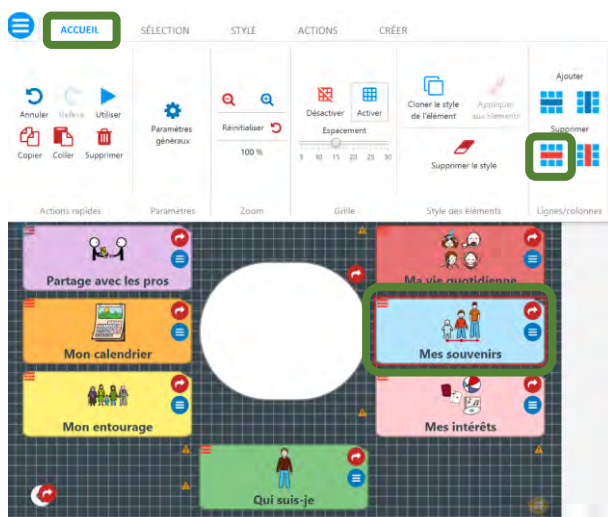 ACCUEIL SÉLECTION STYLE ACTIONS CRÉER
Annuler Refaire Utiliser
Copier Coller Supprimer
Actions rapides
Paramètres
généraux
Paramètres
Réinitialiser
100 %
Zoom
Désactiver Activer
Espacement
5 10 15 20 25 30
Grille
Cloner le style
de l'élément
Appliquer
aux éléments
Supprimer le style
Style des éléments
Ajouter
Supprimer
Lignes/colonnes
Partage avec les pros
Ma vie quotidienne
Mon calendrier
Mes souvenirs
Mon entourage
Mes intérêts
Qui suis-je